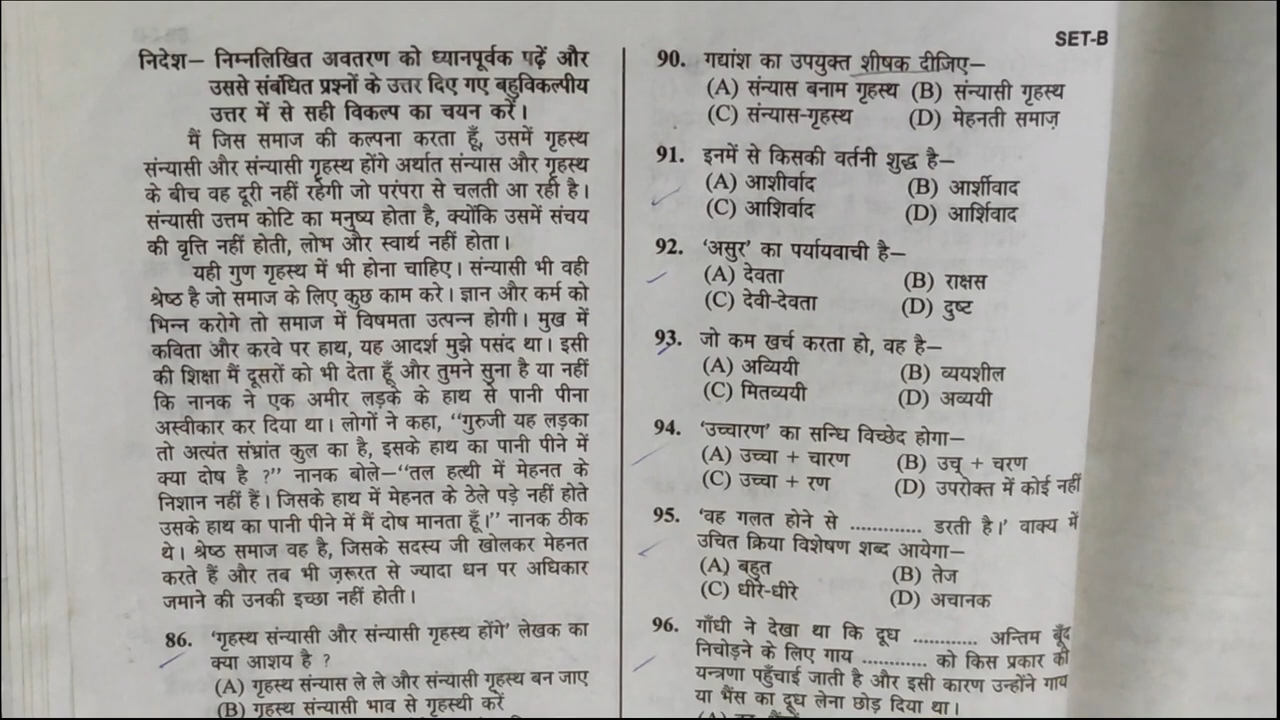 SET-B
निदेश– निम्नलिखित अवतरण को ध्यानपूर्वक पढ़ें और
उससे संबंधित प्रश्नों के उत्तर दिए गए बहुविकल्पीय
उत्तर में से सही विकल्प का चयन करें।
मैं जिस समाज की कल्पना करता हूँ, उसमें गृहस्थ
संन्यासी और संन्यासी गृहस्थ होंगे अर्थात संन्यास और गृहस्थ
के बीच वह दूरी नहीं रहेगी जो परंपरा से चलती आ रही है।
संन्यासी उत्तम कोटि का मनुष्य होता है, क्योंकि उसमें संचय
की वृत्ति नहीं होती, लोभ और स्वार्थ नहीं होता।
यही गुण गृहस्थ में भी होना चाहिए। संन्यासी भी वही
श्रेष्ठ है जो समाज के लिए कुछ काम करे। ज्ञान और कर्म को
भिन्न करोगे तो समाज में विषमता उत्पन्न होगी। मुख में
कविता और करवे पर हाथ, यह आदर्श मुझे पसंद था। इसी
की शिक्षा मैं दूसरों को भी देता हूँ और तुमने सुना है या नहीं
कि नानक ने एक अमीर लड़के के हाथ से पानी पीना
अस्वीकार कर दिया था। लोगों ने कहा, ‘‘गुरुजी यह लड़का
तो अत्यंत संभ्रांत कुल का है, इसके हाथ का पानी पीने में
क्या दोष है ?’’ नानक बोले–‘‘तल हत्थी में मेहनत के
निशान नहीं हैं। जिसके हाथ में मेहनत के ठेले पड़े नहीं होते
उसके हाथ का पानी पीने में मैं दोष मानता हूँ।’’ नानक ठीक
थे। श्रेष्ठ समाज वह है, जिसके सदस्य जी खोलकर मेहनत
करते हैं और तब भी ज़रूरत से ज्यादा धन पर अधिकार
जमाने की उनकी इच्छा नहीं होती।
86. ‘गृहस्थ संन्यासी और संन्यासी गृहस्थ होंगे’ लेखक का
क्या आशय है ?
(A) गृहस्थ संन्यास ले ले और संन्यासी गृहस्थ बन जाए
(B) गृहस्थ संन्यासी भाव से गृहस्थी करें
90. गद्यांश का उपयुक्त शीषक दीजिए–
(A) संन्यास बनाम गृहस्थ (B) संन्यासी गृहस्थ
(C) संन्यास-गृहस्थ (D) मेहनती समाज़
91. इनमें से किसकी वर्तनी शुद्ध है–
(A) आशीर्वाद (B) आर्शीवाद
(C) आशिर्वाद (D) आर्शिवाद
92. ‘असुर’ का पर्यायवाची है–
(A) देवता (B) राक्षस
(C) देवी-देवता (D) दुष्ट
93. जो कम खर्च करता हो, वह है–
(A) अव्यियी (B) व्ययशील
(C) मितव्ययी (D) अव्ययी
94. ‘उच्चारण’ का सन्धि विच्छेद होगा–
(A) उच्चा + चारण (B) उच् + चरण
(C) उच्चा + रण (D) उपरोक्त में कोई नहीं
95. ‘वह गलत होने से ............ डरती है।’ वाक्य में
उचित क्रिया विशेषण शब्द आयेगा–
(A) बहुत (B) तेज
(C) धीरे-धीरे (D) अचानक
96. गाँधी ने देखा था कि दूध ............ अन्तिम बूँद
निचोड़ने के लिए गाय ............ को किस प्रकार की
यन्त्रणा पहुँचाई जाती है और इसी कारण उन्होंने गाय
या भैंस का दूध लेना छोड़ दिया था।